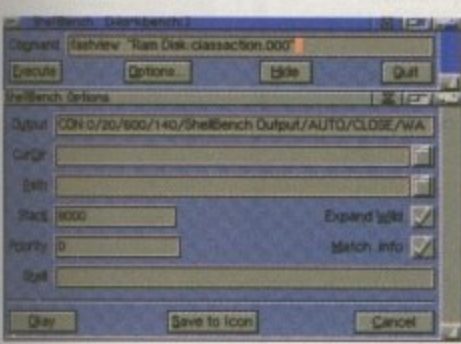 ShellBench [Workbench:]
Command fastview "Ram Disk:classaction.000"
Execute Options... Hide Quit
ShellBench Options
Output CON:0/20/600/140/ShellBench Output/AUTO/CLOSE/WA
CurDir
Path
Stack 8000 Expand Wild
Priority 0 Match .info
Shell
Okay Save to Icon Cancel